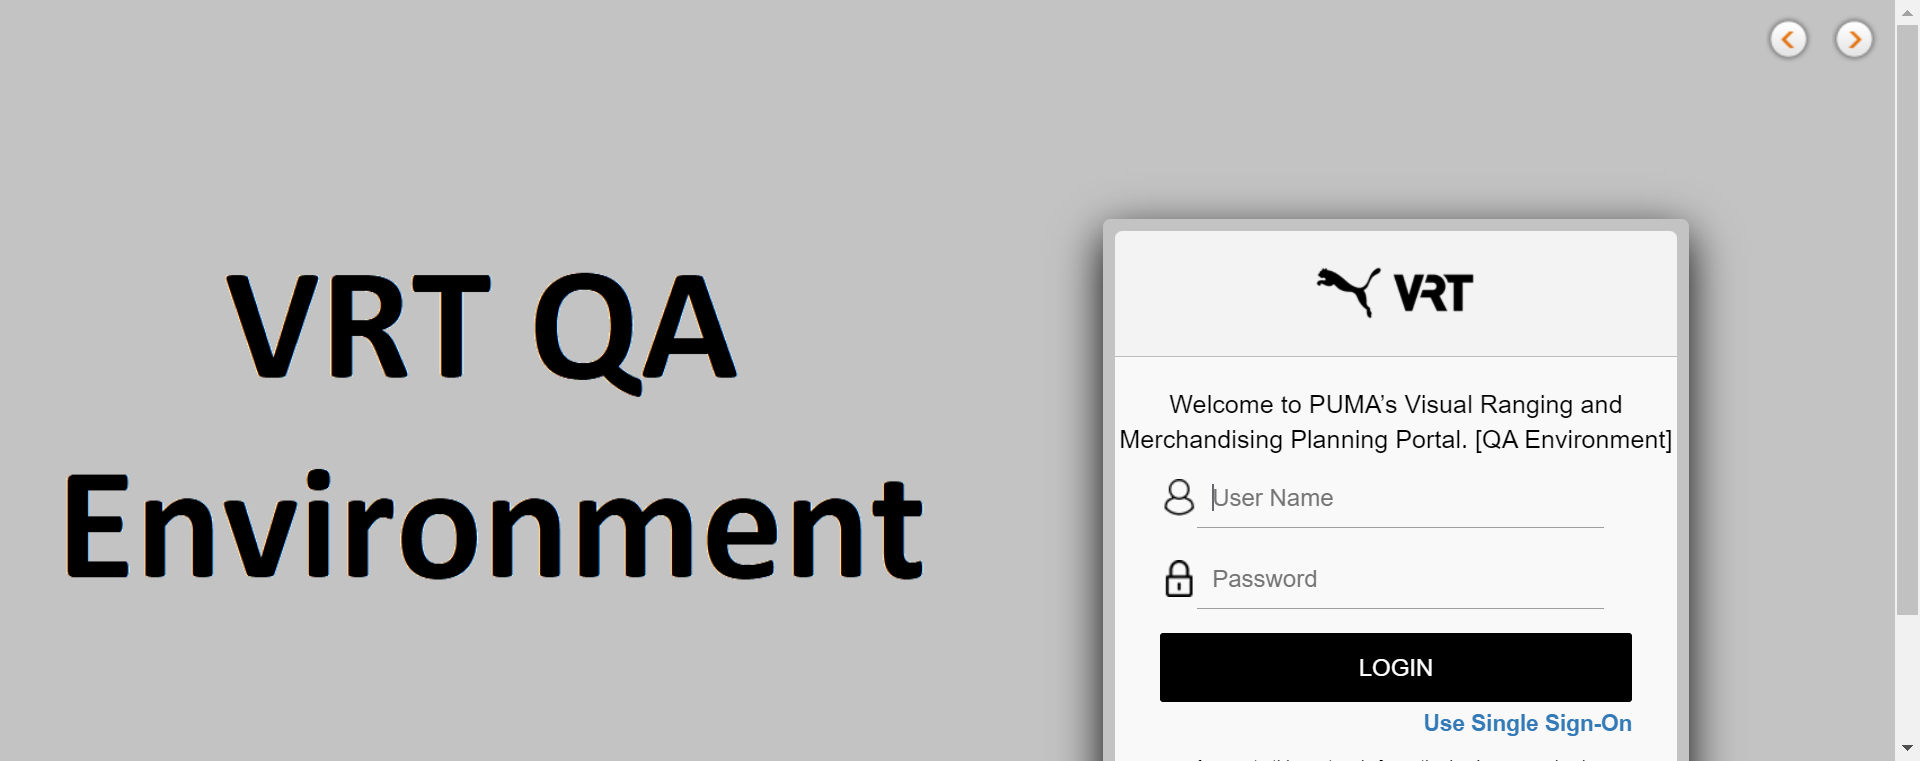 VRT QA
Environment
VRT
Welcome to PUMA’s Visual Ranging and
Merchandising Planning Portal. [QA Environment]
User Name
Password
LOGIN
Use Single Sign-On